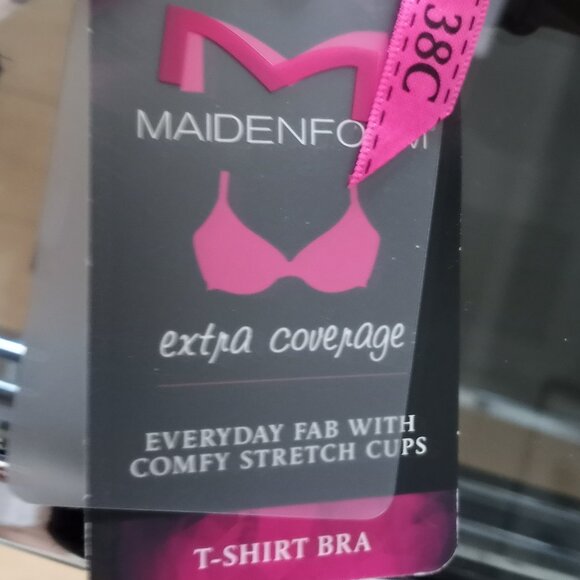 38C
MAIDENFORM
extra coverage
EVERYDAY FAB WITH
COMFY STRETCH CUPS
T-SHIRT BRA